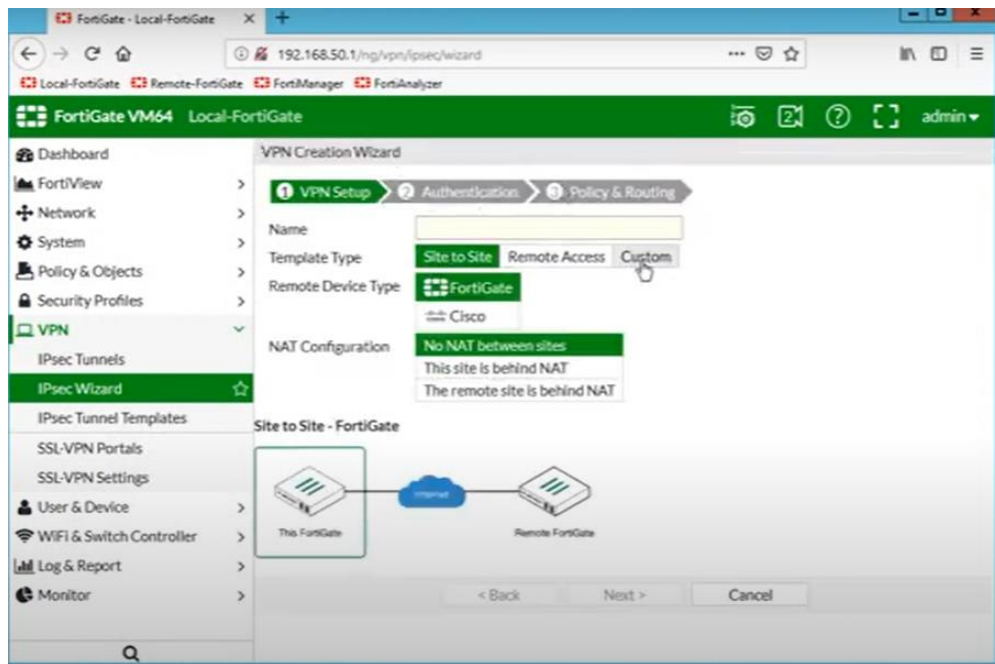 FortiGate - Local-FortiGate
192.168.50.1/ng/vpn/ipsec/wizard
Local-FortiGate Remote-FortiGate FortiManager FortiAnalyzer
FortiGate VM64 Local-FortiGate admin
Dashboard
FortiView
Network
System
Policy & Objects
Security Profiles
VPN
IPsec Tunnels
IPsec Wizard
IPsec Tunnel Templates
SSL-VPN Portals
SSL-VPN Settings
User & Device
WiFi & Switch Controller
Log & Report
Monitor
VPN Creation Wizard
1 VPN Setup 2 Authentication 3 Policy & Routing
Name
Template Type Site to Site Remote Access Custom
Remote Device Type FortiGate
Cisco
NAT Configuration No NAT between sites
This site is behind NAT
The remote site is behind NAT
Site to Site - FortiGate
Internet
This FortiGate Remote FortiGate
< Back Next > Cancel